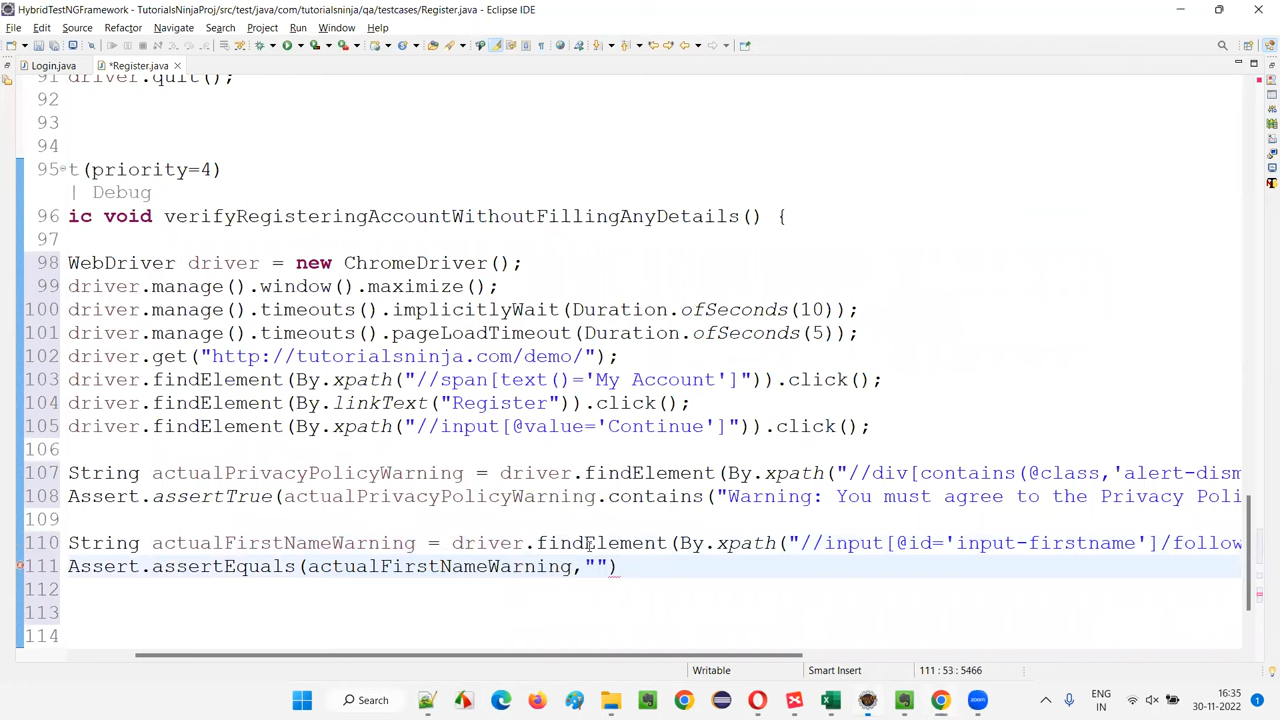 HybridTestNGFramework - TutorialsNinjaProj/src/test/java/com/tutorialsninja/qa/testcases/Register.java - Eclipse IDE
File Edit Source Refactor Navigate Search Project Run Window Help
Login.java *Register.java
91 driver.quit();
92
93
94
95 t(priority=4)
| Debug
96 ic void verifyRegisteringAccountWithoutFillingAnyDetails() {
97
98 WebDriver driver = new ChromeDriver();
99 driver.manage().window().maximize();
100 driver.manage().timeouts().implicitlyWait(Duration.ofSeconds(10));
101 driver.manage().timeouts().pageLoadTimeout(Duration.ofSeconds(5));
102 driver.get("http://tutorialsninja.com/demo/");
103 driver.findElement(By.xpath("//span[text()='My Account']")).click();
104 driver.findElement(By.linkText("Register")).click();
105 driver.findElement(By.xpath("//input[@value='Continue']")).click();
106
107 String actualPrivacyPolicyWarning = driver.findElement(By.xpath("//div[contains(@class,'alert-dism
108 Assert.assertTrue(actualPrivacyPolicyWarning.contains("Warning: You must agree to the Privacy Poli
109
110 String actualFirstNameWarning = driver.findElement(By.xpath("//input[@id='input-firstname']/follow
111 Assert.assertEquals(actualFirstNameWarning,"")
112
113
114
Writable Smart Insert 111 : 53 : 5466
Search zoom ENG 16:35
IN 30-11-2022 1